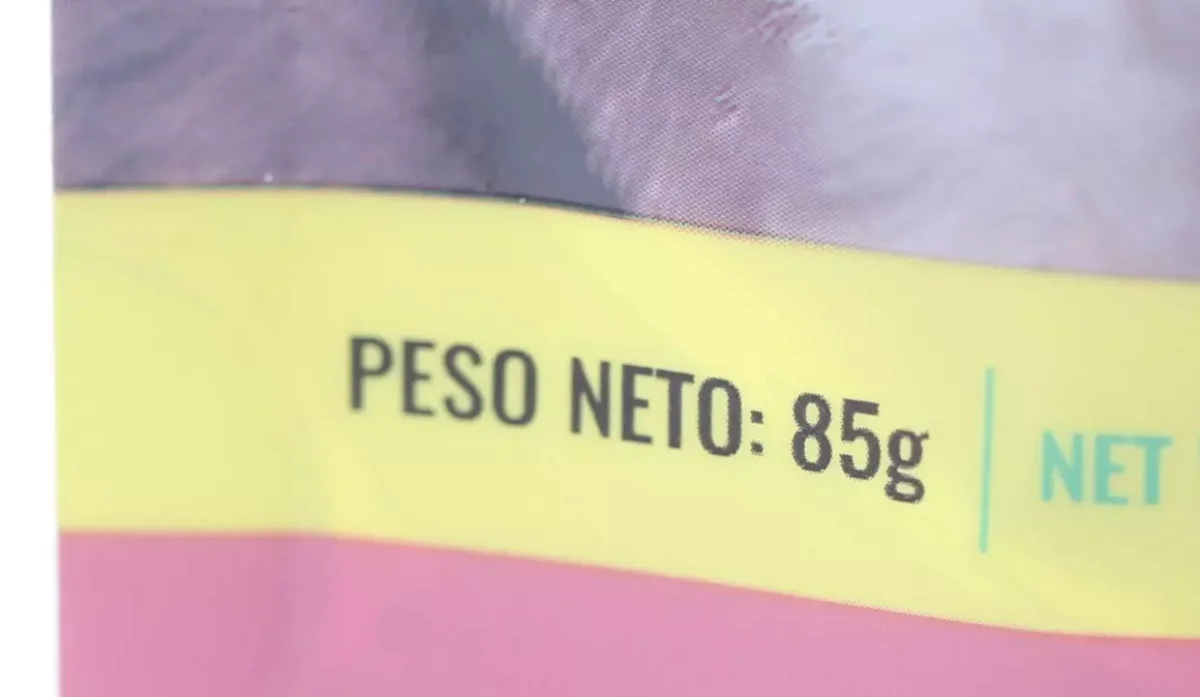 PESO NETO: 85g | NET